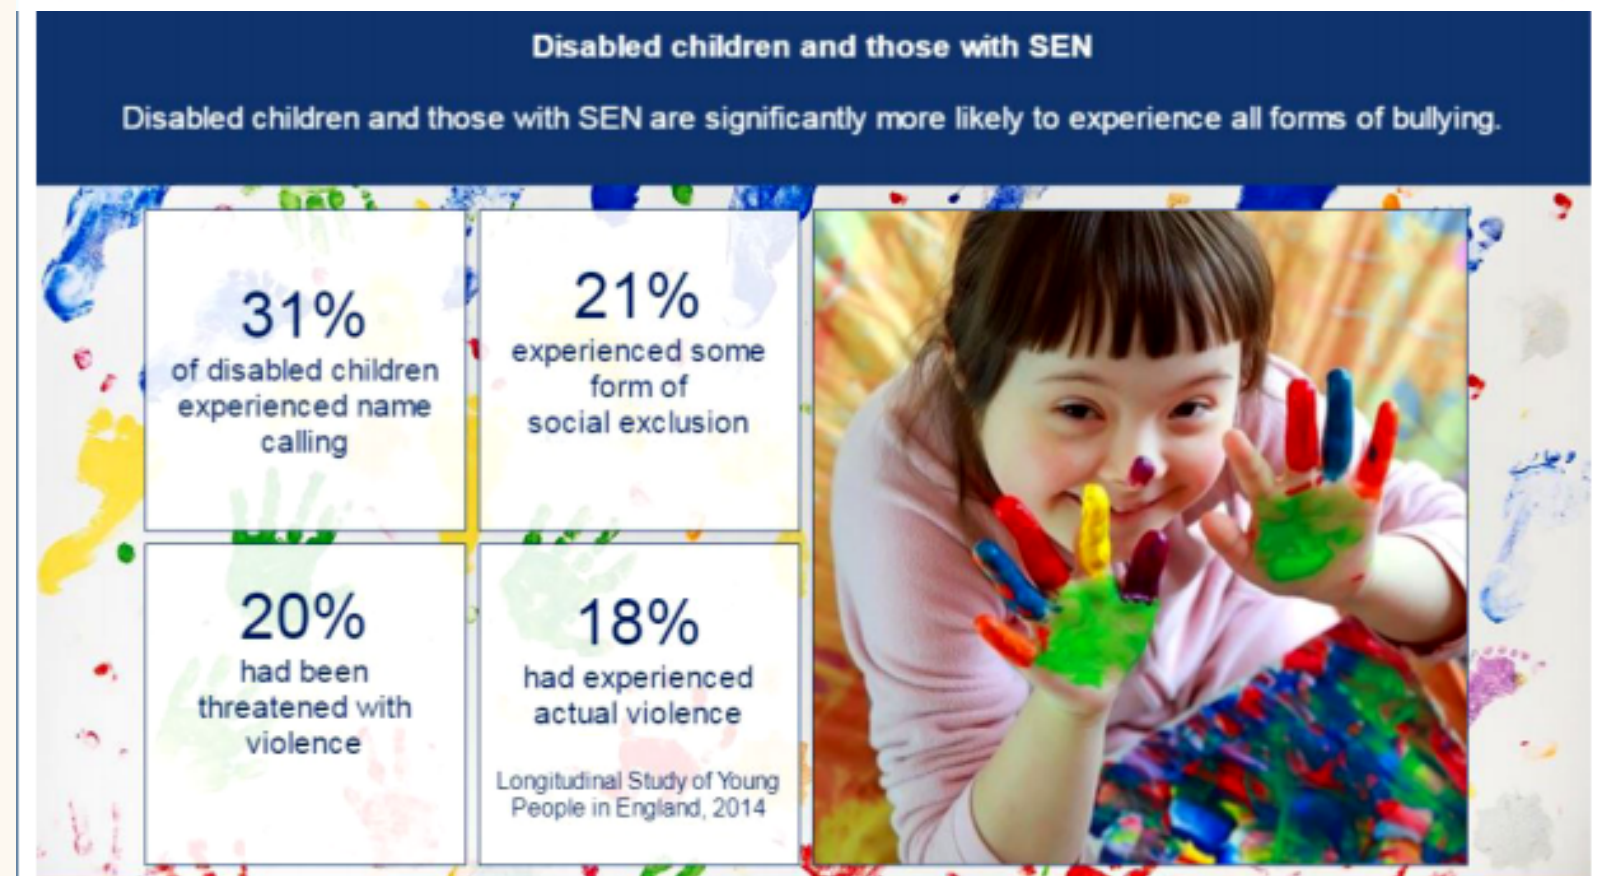 Disabled children and those with SEN
Disabled children and those with SEN are significantly more likely to experience all forms of bullying.
31%
of disabled children
experienced name
calling
21%
experienced some
form of
social exclusion
20%
had been
threatened with
violence
18%
had experienced
actual violence
Longitudinal Study of Young
People in England, 2014